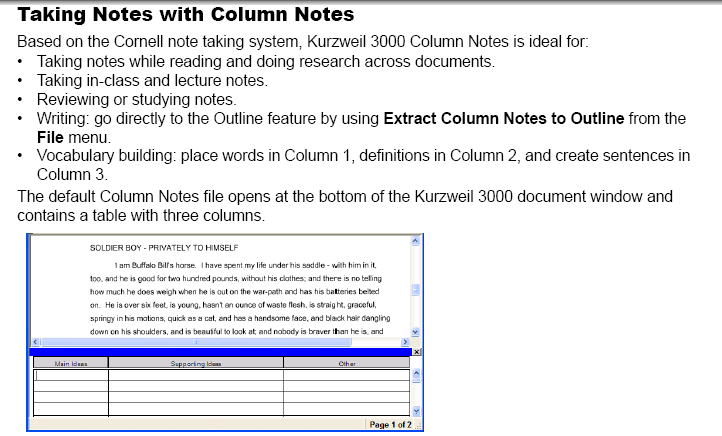 Taking Notes with Column Notes
Based on the Cornell note taking system, Kurzweil 3000 Column Notes is ideal for:
• Taking notes while reading and doing research across documents.
• Taking in-class and lecture notes.
• Reviewing or studying notes.
• Writing: go directly to the Outline feature by using Extract Column Notes to Outline from the
File menu.
• Vocabulary building: place words in Column 1, definitions in Column 2, and create sentences in
Column 3.
The default Column Notes file opens at the bottom of the Kurzweil 3000 document window and
contains a table with three columns.
SOLDIER BOY - PRIVATELY TO HIMSELF
I am Buffalo Bill's horse. I have spent my life under his saddle - with him in it,
too, and he is good for two hundred pounds, without his clothes; and there is no telling
how much he does weigh when he is out on the war-path and has his batteries belted
on. He is over six feet, is young, hasn't an ounce of waste flesh, is straight, graceful,
springy in his motions, quick as a cat, and has a handsome face, and black hair dangling
down on his shoulders, and is beautiful to look at; and nobody is braver than he is, and
Main Ideas Supporting Ideas Other
Page 1 of 2